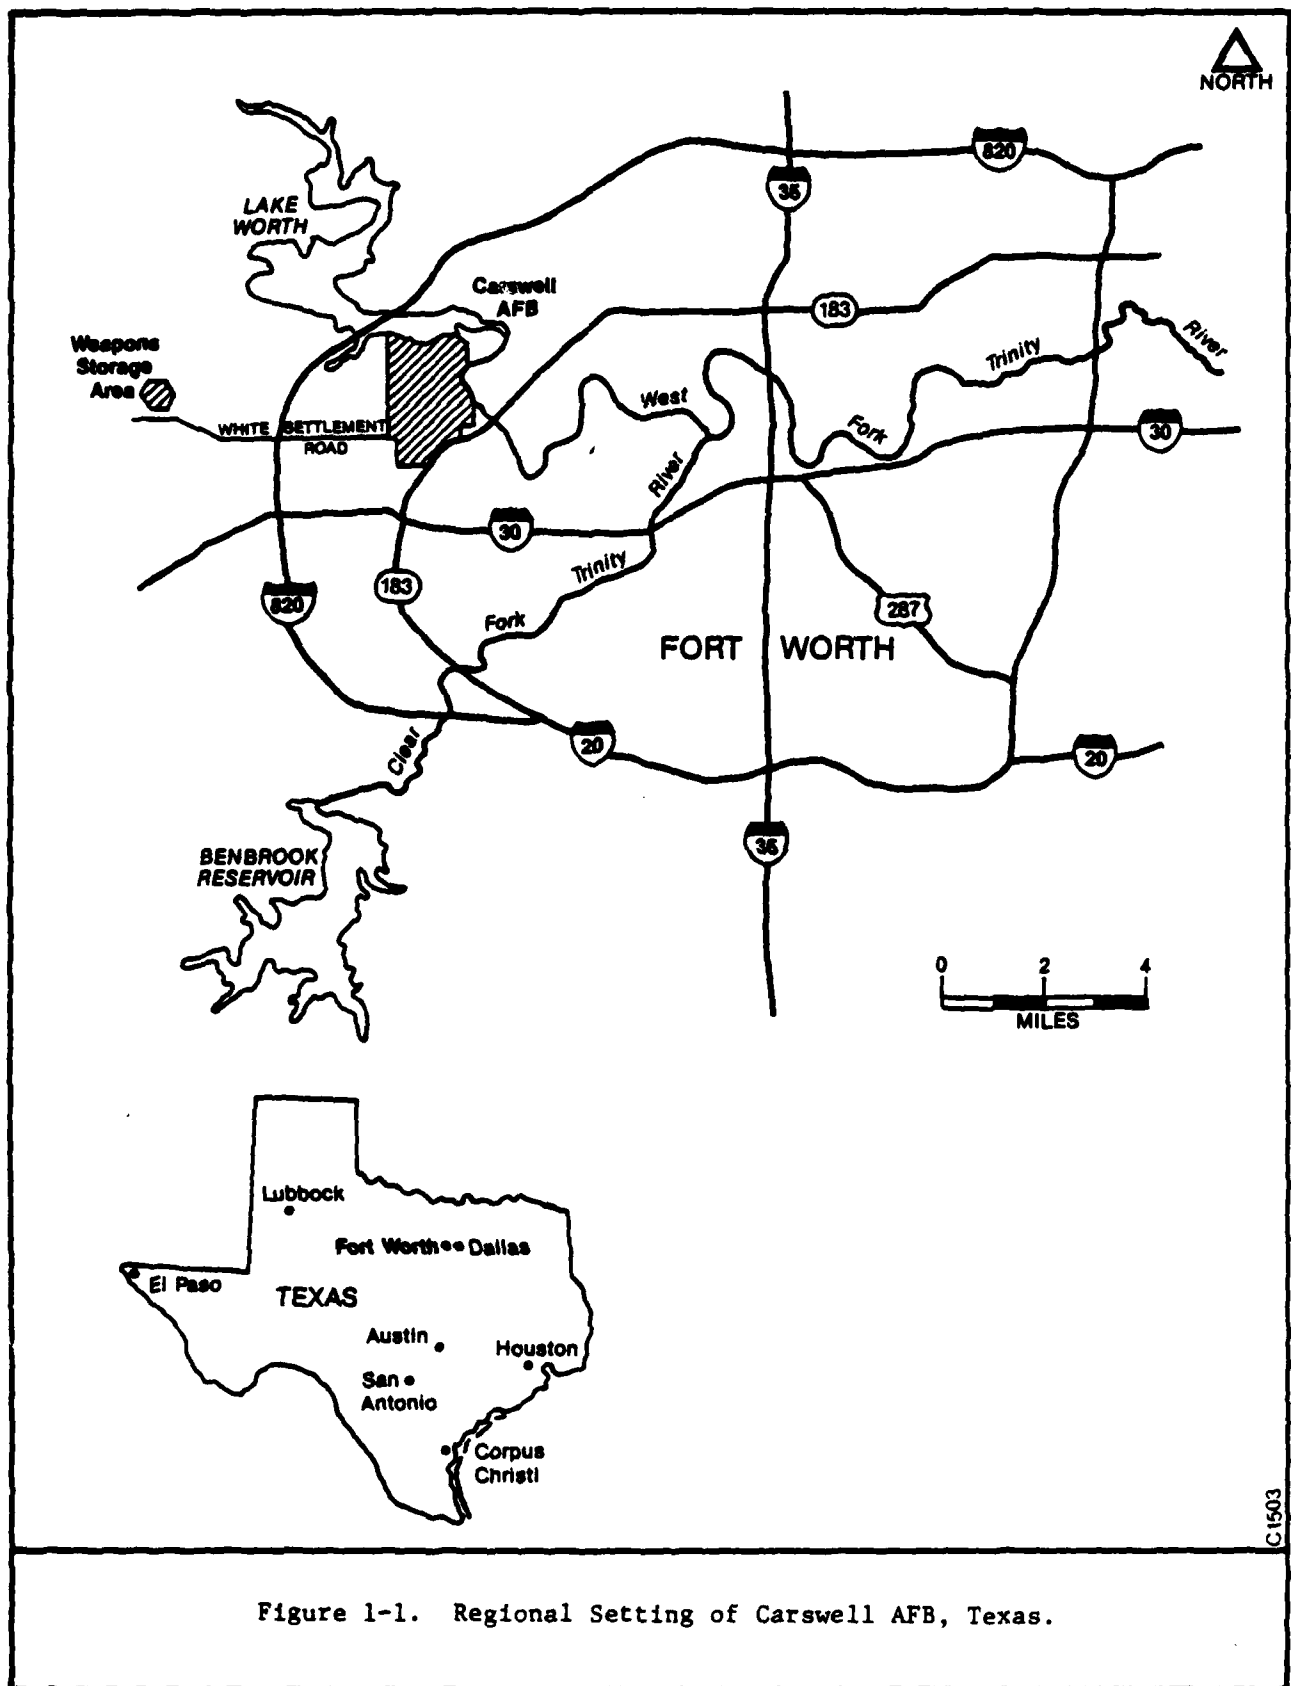 NORTH
820
35
LAKE
WORTH
Carswell
AFB
183
Weapons
Storage
Area
Trinity
River
West
Fork
WHITE SETTLEMENT
ROAD
30
River
30
Trinity
820
183
287
Fork
FORT WORTH
Clear
20
20
35
BENBROOK
RESERVOIR
0 2 4
MILES
Lubbock
Fort Worth Dallas
El Paso
TEXAS
Austin
Houston
San
Antonio
Corpus
Christi
C1503
Figure 1-1. Regional Setting of Carswell AFB, Texas.